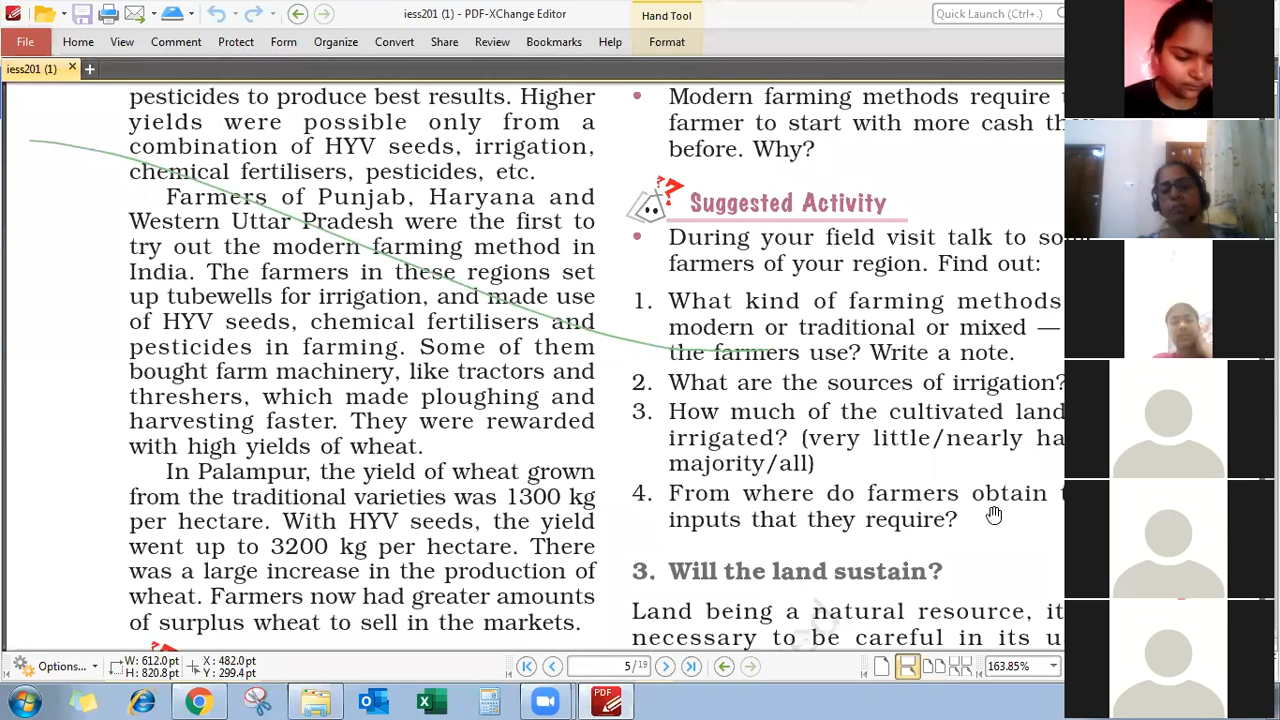 iess201 (1) - PDF-XChange Editor
Hand Tool
Quick Launch (Ctrl+.)
File Home View Comment Protect Form Organize Convert Share Review Bookmarks Help Format
iess201 (1)
pesticides to produce best results. Higher
yields were possible only from a
combination of HYV seeds, irrigation,
chemical fertilisers, pesticides, etc.
Farmers of Punjab, Haryana and
Western Uttar Pradesh were the first to
try out the modern farming method in
India. The farmers in these regions set
up tubewells for irrigation, and made use
of HYV seeds, chemical fertilisers and
pesticides in farming. Some of them
bought farm machinery, like tractors and
threshers, which made ploughing and
harvesting faster. They were rewarded
with high yields of wheat.
In Palampur, the yield of wheat grown
from the traditional varieties was 1300 kg
per hectare. With HYV seeds, the yield
went up to 3200 kg per hectare. There
was a large increase in the production of
wheat. Farmers now had greater amounts
of surplus wheat to sell in the markets.
• Modern farming methods require t
farmer to start with more cash tha
before. Why?
Suggested Activity
• During your field visit talk to som
farmers of your region. Find out:
1. What kind of farming methods
modern or traditional or mixed —
the farmers use? Write a note.
2. What are the sources of irrigation?
3. How much of the cultivated land
irrigated? (very little/nearly ha
majority/all)
4. From where do farmers obtain t
inputs that they require?
3. Will the land sustain?
Land being a natural resource, it
necessary to be careful in its u
Options...
W: 612.0pt
H: 820.8pt
X: 482.0pt
Y: 299.4pt
5 / 19
163.85%
PDF